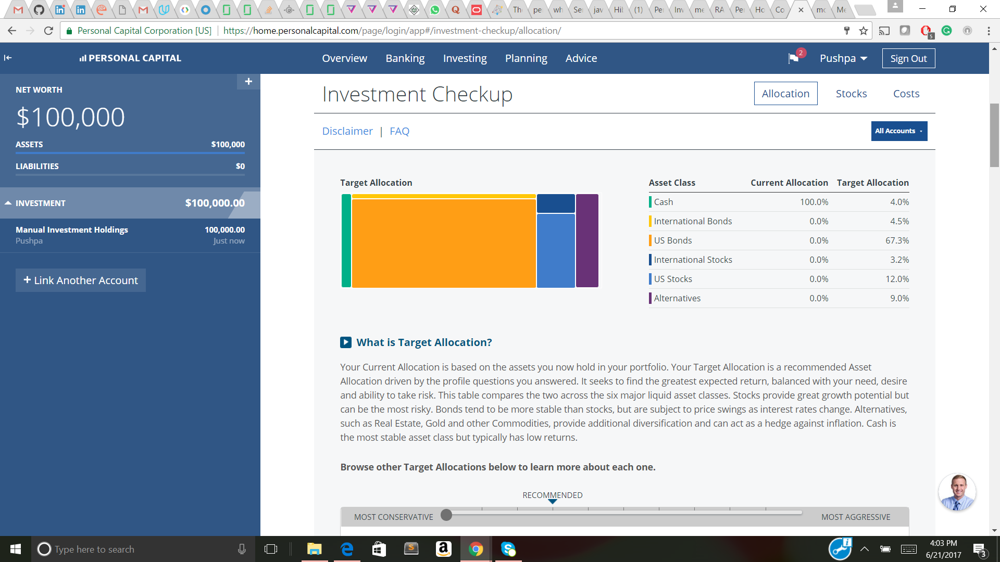 Th
pe
wh
Se
jav
Hil
(1)
Pe
Inv
me
RA
Pe
Ho
Co
mc
Me
Personal Capital Corporation [US]
https://home.personalcapital.com/page/login/app#/investment-checkup/allocation/
5
PERSONAL CAPITAL
Overview Banking Investing Planning Advice
2
Pushpa
Sign Out
NET WORTH
$100,000
ASSETS $100,000
LIABILITIES $0
INVESTMENT $100,000.00
Manual Investment Holdings 100,000.00
Pushpa Just now
+ Link Another Account
Investment Checkup
Allocation Stocks Costs
Disclaimer | FAQ
All Accounts
Target Allocation
Asset Class Current Allocation Target Allocation
Cash 100.0% 4.0%
International Bonds 0.0% 4.5%
US Bonds 0.0% 67.3%
International Stocks 0.0% 3.2%
US Stocks 0.0% 12.0%
Alternatives 0.0% 9.0%
What is Target Allocation?
Your Current Allocation is based on the assets you now hold in your portfolio. Your Target Allocation is a recommended Asset
Allocation driven by the profile questions you answered. It seeks to find the greatest expected return, balanced with your need, desire
and ability to take risk. This table compares the two across the six major liquid asset classes. Stocks provide great growth potential but
can be the most risky. Bonds tend to be more stable than stocks, but are subject to price swings as interest rates change. Alternatives,
such as Real Estate, Gold and other Commodities, provide additional diversification and can act as a hedge against inflation. Cash is
the most stable asset class but typically has low returns.
Browse other Target Allocations below to learn more about each one.
RECOMMENDED
MOST CONSERVATIVE MOST AGGRESSIVE
Type here to search
4:03 PM
6/21/2017
3